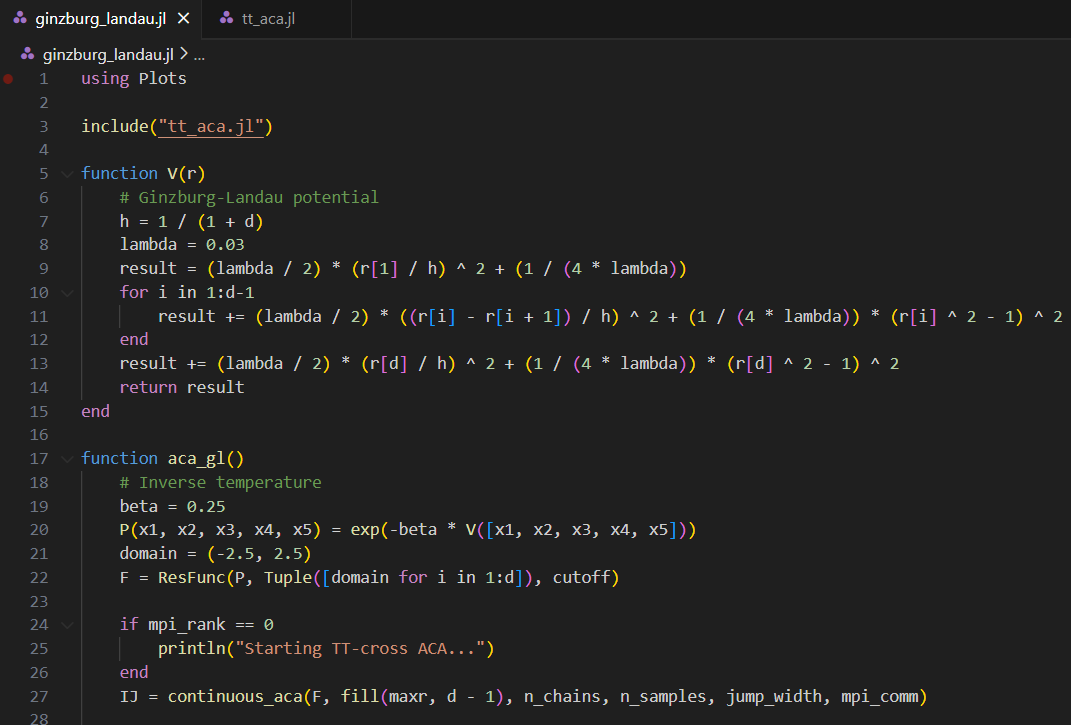 ginzburg_landau.jl × tt_aca.jl
ginzburg_landau.jl > ...
1 using Plots
2
3 include("tt_aca.jl")
4
5 function V(r)
6     # Ginzburg-Landau potential
7     h = 1 / (1 + d)
8     lambda = 0.03
9     result = (lambda / 2) * (r[1] / h) ^ 2 + (1 / (4 * lambda))
10     for i in 1:d-1
11         result += (lambda / 2) * ((r[i] - r[i + 1]) / h) ^ 2 + (1 / (4 * lambda)) * (r[i] ^ 2 - 1) ^ 2
12     end
13     result += (lambda / 2) * (r[d] / h) ^ 2 + (1 / (4 * lambda)) * (r[d] ^ 2 - 1) ^ 2
14     return result
15 end
16
17 function aca_gl()
18     # Inverse temperature
19     beta = 0.25
20     P(x1, x2, x3, x4, x5) = exp(-beta * V([x1, x2, x3, x4, x5]))
21     domain = (-2.5, 2.5)
22     F = ResFunc(P, Tuple([domain for i in 1:d]), cutoff)
23
24     if mpi_rank == 0
25         println("Starting TT-cross ACA...")
26     end
27     IJ = continuous_aca(F, fill(maxr, d - 1), n_chains, n_samples, jump_width, mpi_comm)
28